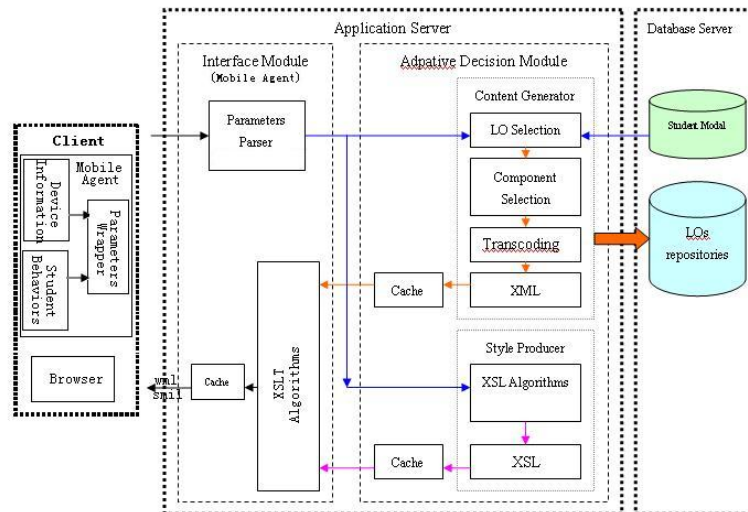 Application Server
Database Server
Interface Module
(Mobile Agent)
Adpative Decision Module
Content Generator
Parameters
Parser
LO Selection
Student Modal
Client
Mobile
Agent
Device
Information
Parameters
Wrapper
Student
Behaviors
Browser
Component
Selection
Transcoding
XML
LOs
repositories
Cache
XSLT
Algorithms
Cache
wml
smil
Style Producer
XSL Algorithms
XSL
Cache